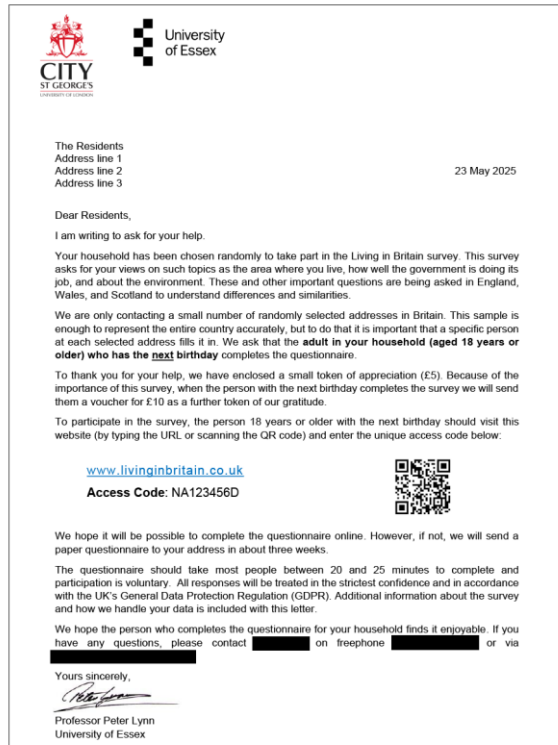 CITY
ST GEORGE'S
UNIVERSITY OF LONDON
University
of Essex
The Residents
Address line 1
Address line 2
Address line 3
23 May 2025
Dear Residents,
I am writing to ask for your help.
Your household has been chosen randomly to take part in the Living in Britain survey. This survey
asks for your views on such topics as the area where you live, how well the government is doing its
job, and about the environment. These and other important questions are being asked in England,
Wales, and Scotland to understand differences and similarities.
We are only contacting a small number of randomly selected addresses in Britain. This sample is
enough to represent the entire country accurately, but to do that it is important that a specific person
at each selected address fills it in. We ask that the adult in your household (aged 18 years or
older) who has the next birthday completes the questionnaire.
To thank you for your help, we have enclosed a small token of appreciation (£5). Because of the
importance of this survey, when the person with the next birthday completes the survey we will send
them a voucher for £10 as a further token of our gratitude.
To participate in the survey, the person 18 years or older with the next birthday should visit this
website (by typing the URL or scanning the QR code) and enter the unique access code below:
www.livinginbritain.co.uk
Access Code: NA123456D
We hope it will be possible to complete the questionnaire online. However, if not, we will send a
paper questionnaire to your address in about three weeks.
The questionnaire should take most people between 20 and 25 minutes to complete and
participation is voluntary. All responses will be treated in the strictest confidence and in accordance
with the UK's General Data Protection Regulation (GDPR). Additional information about the survey
and how we handle your data is included with this letter.
We hope the person who completes the questionnaire for your household finds it enjoyable. If you
have any questions, please contact on freephone or via
Yours sincerely,
Peter Lynn
Professor Peter Lynn
University of Essex